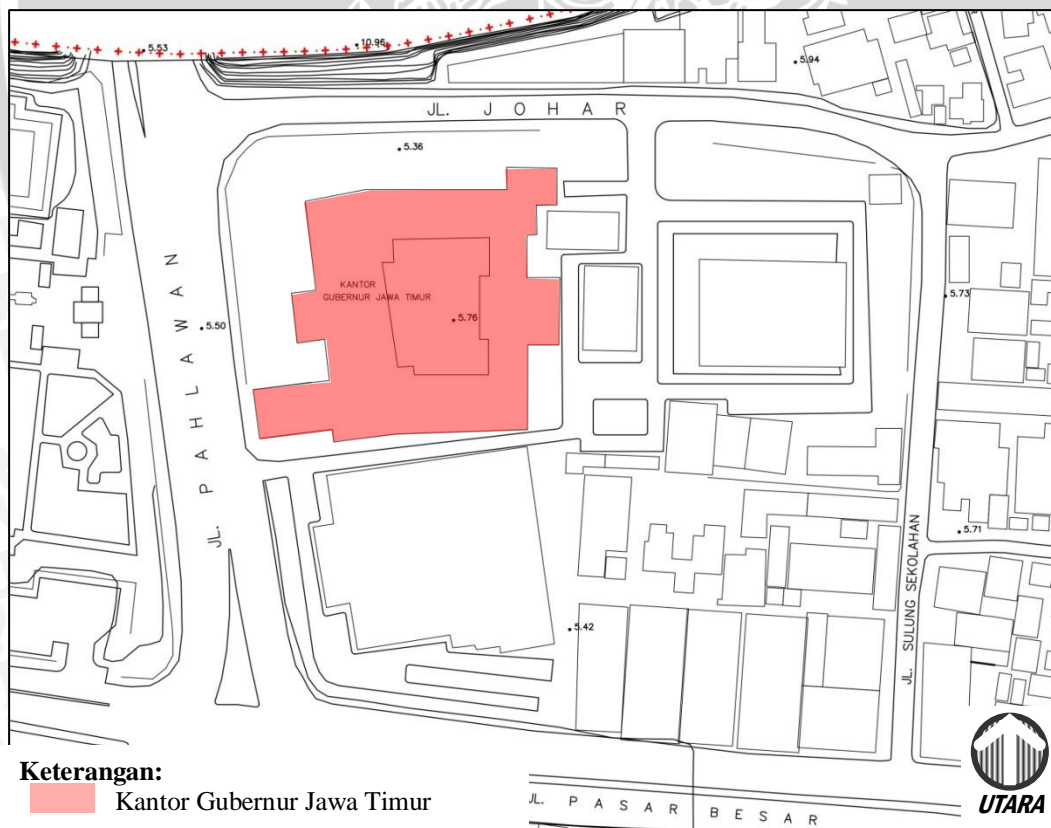 5.53
10.96
5.94
JL. JOHAR
5.36
JL. PAHLAWAN
KANTOR
GUBERNUR JAWA TIMUR
5.73
5.50
5.76
5.71
JL. SULUNG SEKOLAHAN
5.42
Keterangan:
Kantor Gubernur Jawa Timur
JL. PASAR BESAR
UTARA